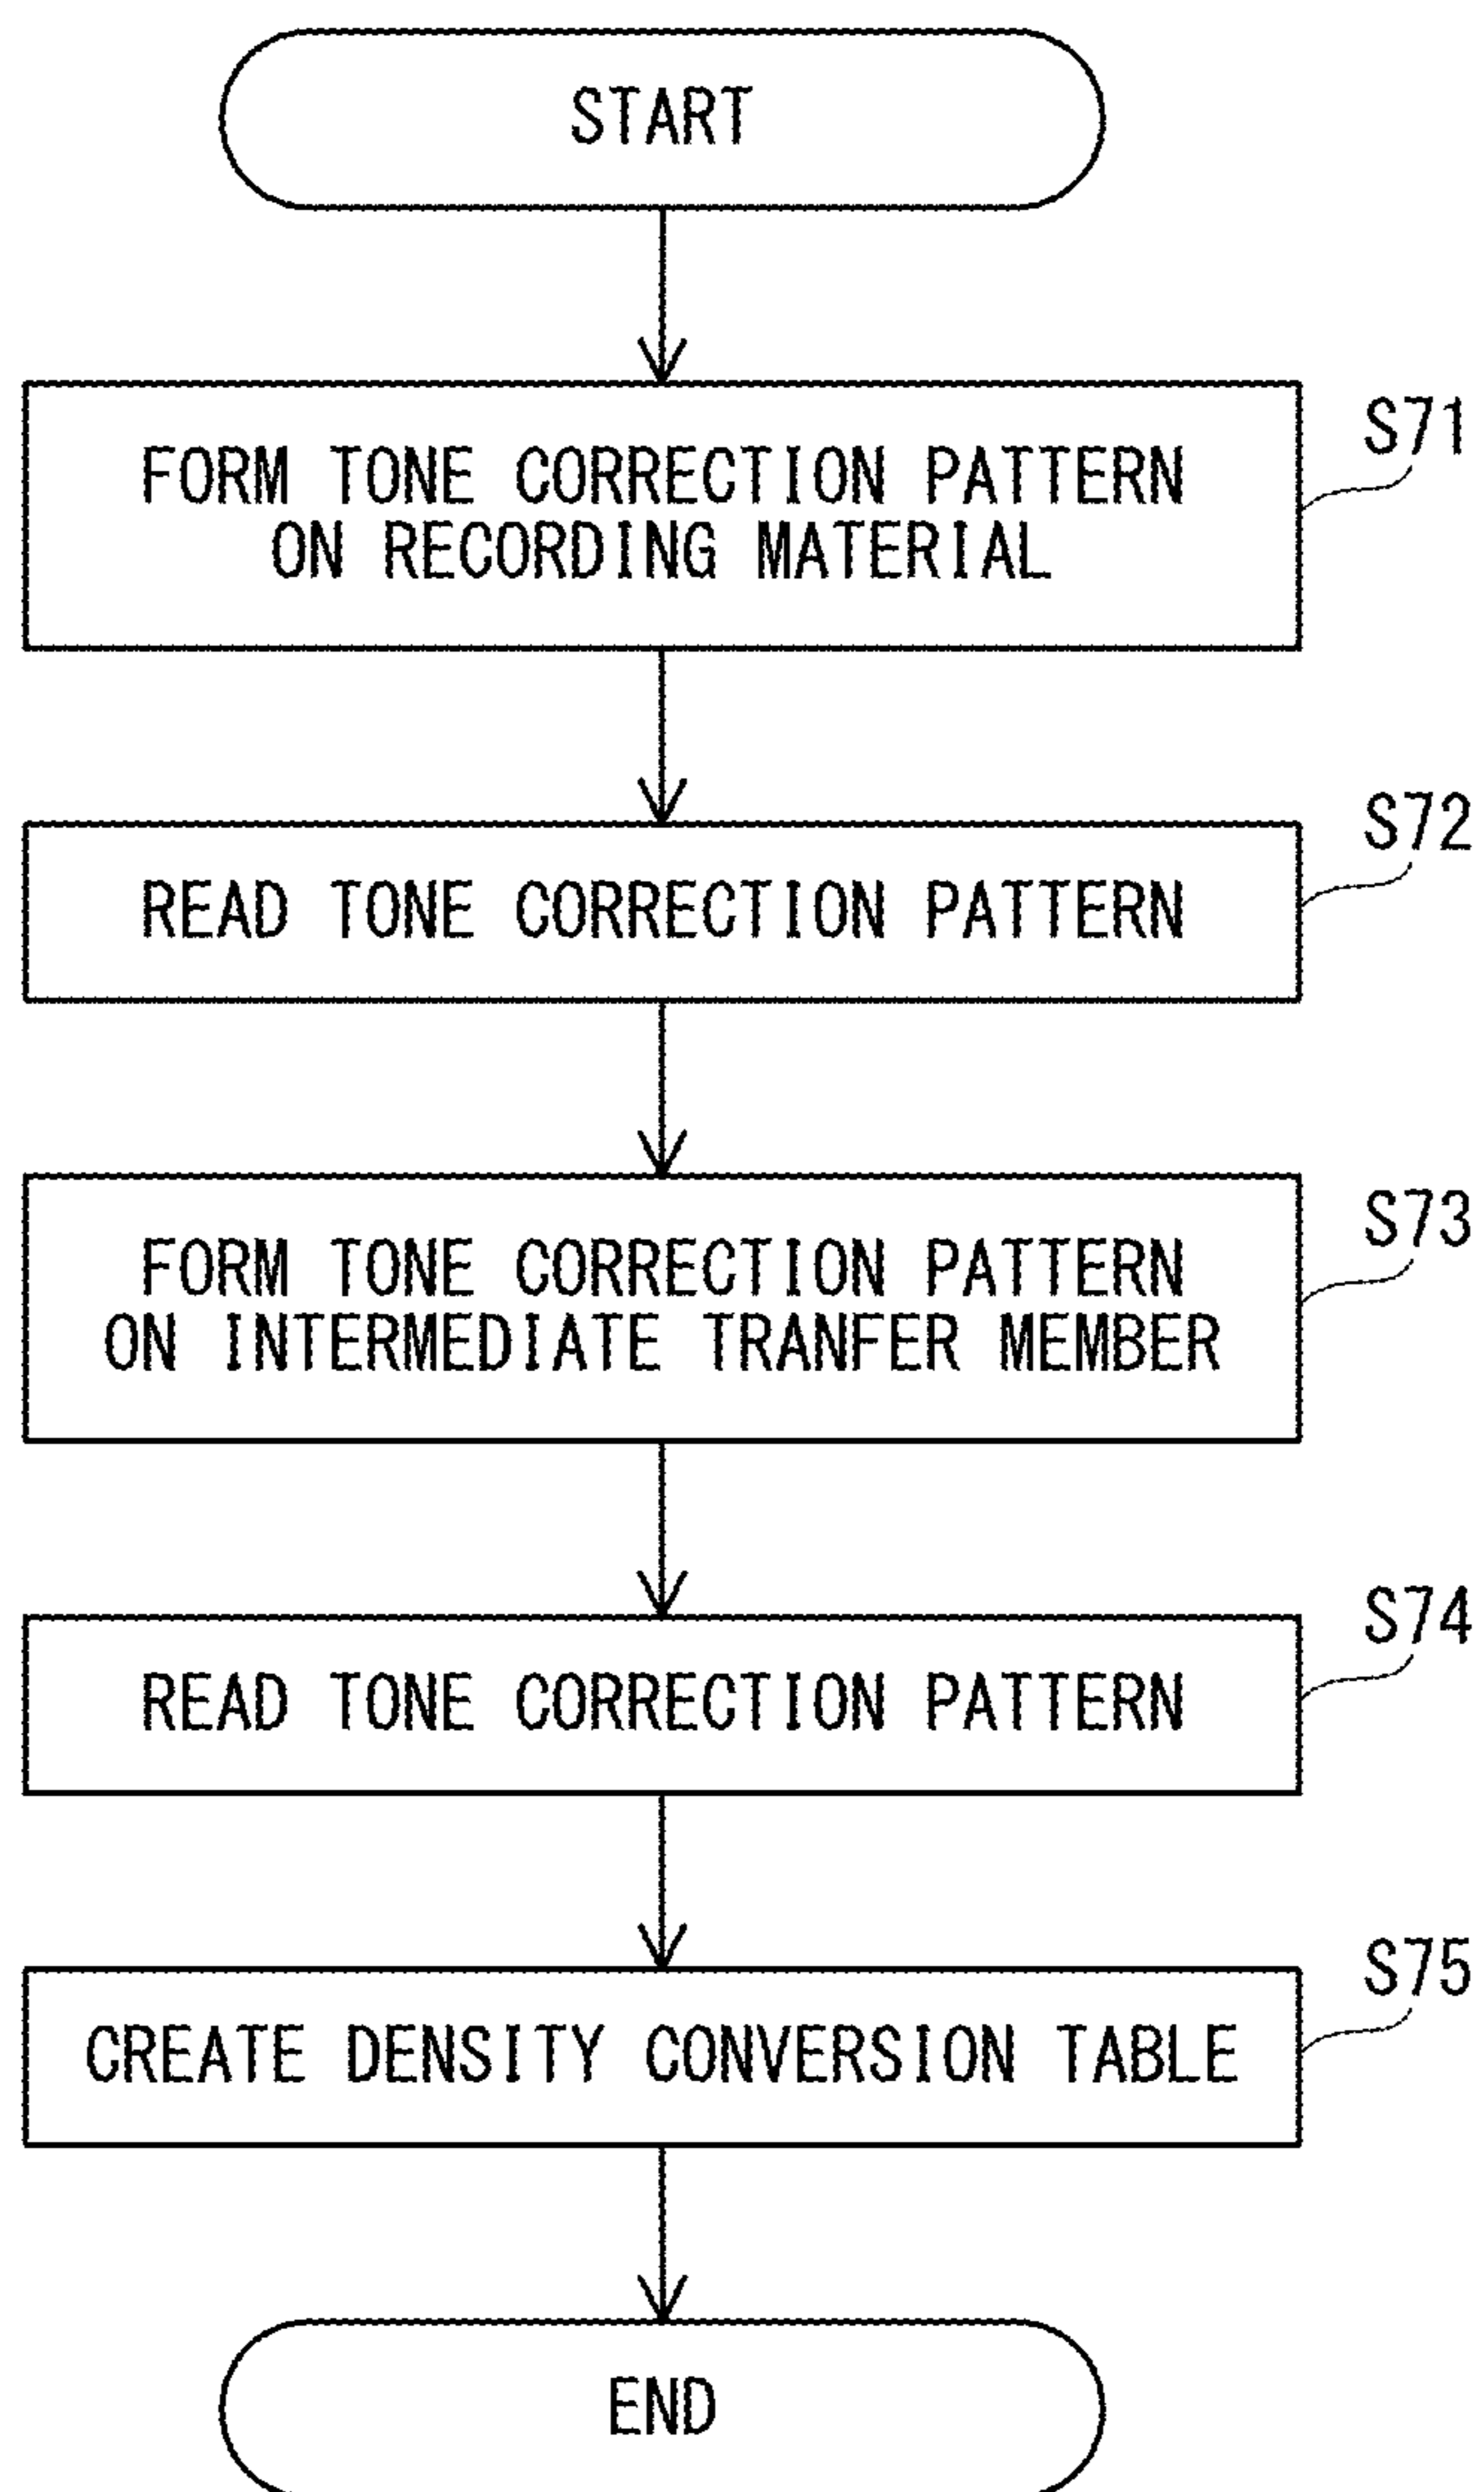 START
FORM TONE CORRECTION PATTERN
ON RECORDING MATERIAL
S71
READ TONE CORRECTION PATTERN
S72
FORM TONE CORRECTION PATTERN
ON INTERMEDIATE TRANFER MEMBER
S73
READ TONE CORRECTION PATTERN
S74
CREATE DENSITY CONVERSION TABLE
S75
END